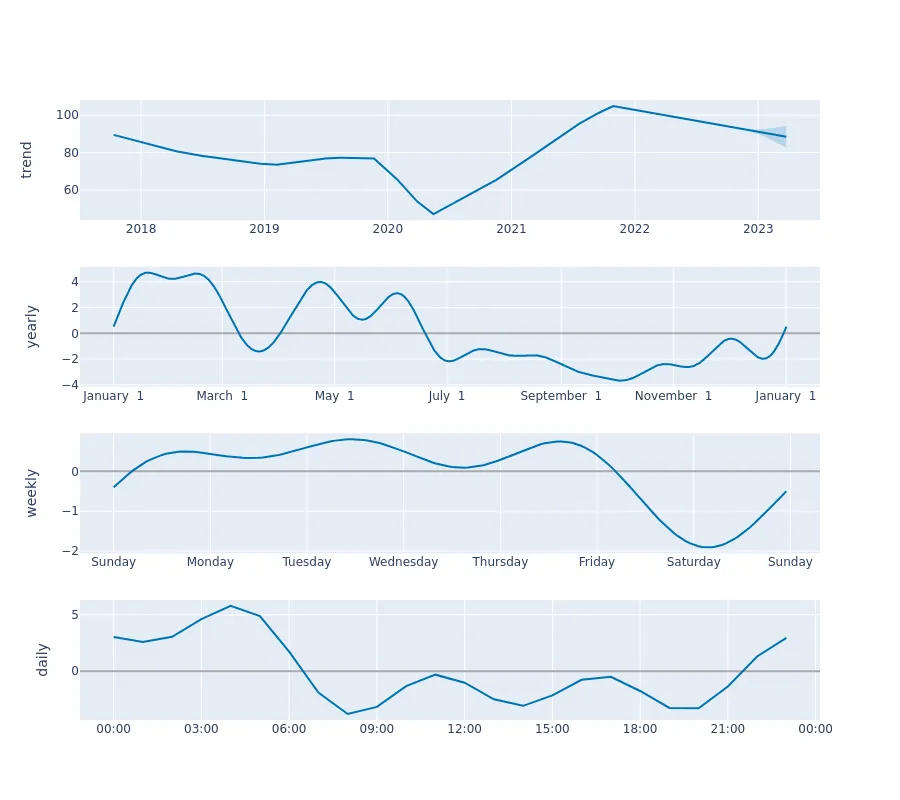 trend
100
80
60
2018 2019 2020 2021 2022 2023
yearly
4
2
0
−2
−4
January 1 March 1 May 1 July 1 September 1 November 1 January 1
weekly
0
−1
−2
Sunday Monday Tuesday Wednesday Thursday Friday Saturday Sunday
daily
5
0
00:00 03:00 06:00 09:00 12:00 15:00 18:00 21:00 00:00